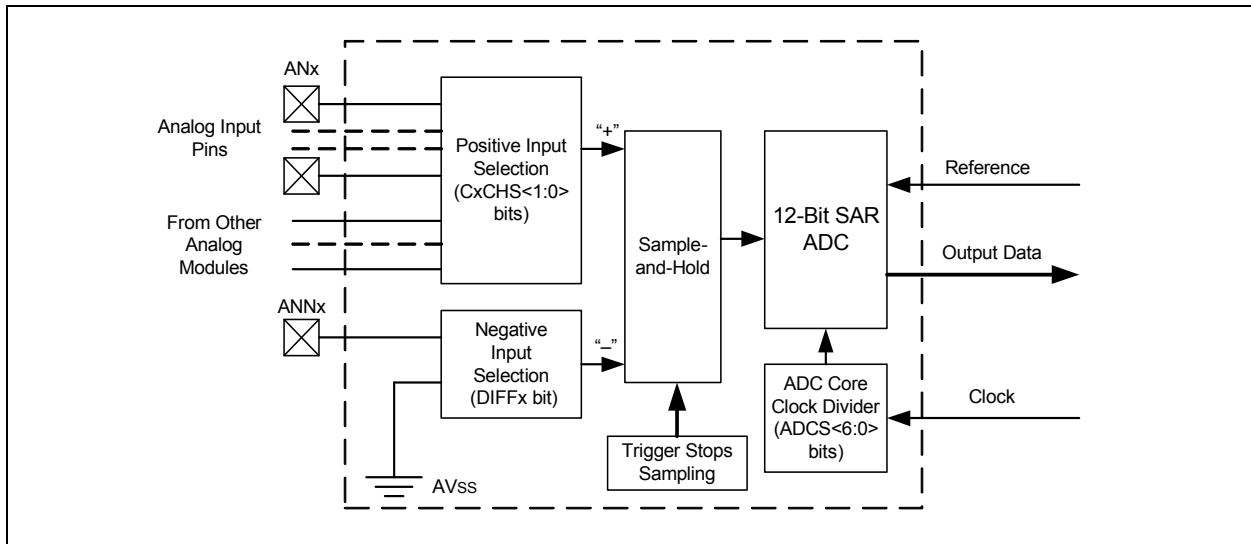 ANx
Analog Input
Pins
From Other
Analog
Modules
ANNx
AVSS
Positive Input
Selection
(CxCHS<1:0>
bits)
"+"
Negative
Input
Selection
(DIFFx bit)
"–"
Sample-
and-Hold
Trigger Stops
Sampling
12-Bit SAR
ADC
ADC Core
Clock Divider
(ADCS<6:0>
bits)
Reference
Output Data
Clock